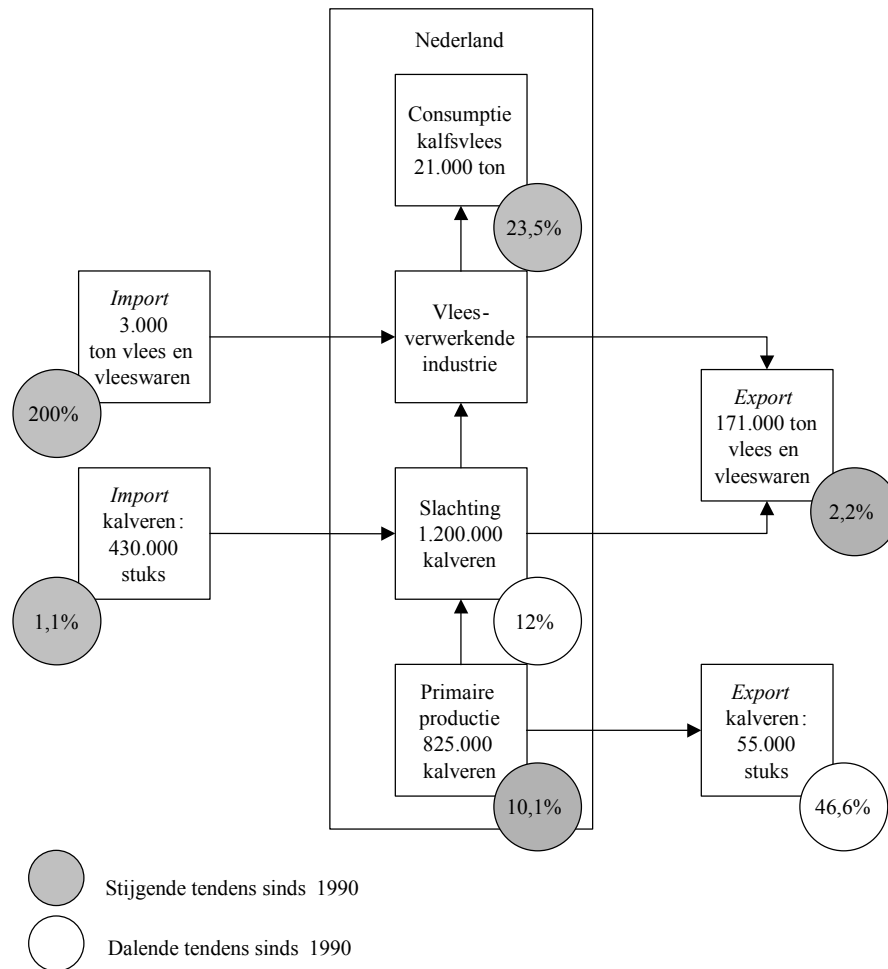 Nederland
Consumptie
kalfsvlees
21.000 ton
23,5%
Import
3.000
ton vlees en
vleeswaren
200%
Vlees-
verwerkende
industrie
Export
171.000 ton
vlees en
vleeswaren
2,2%
Import
kalveren:
430.000
stuks
1,1%
Slachting
1.200.000
kalveren
12%
Primaire
productie
825.000
kalveren
10,1%
Export
kalveren:
55.000
stuks
46,6%
Stijgende tendens sinds 1990
Dalende tendens sinds 1990